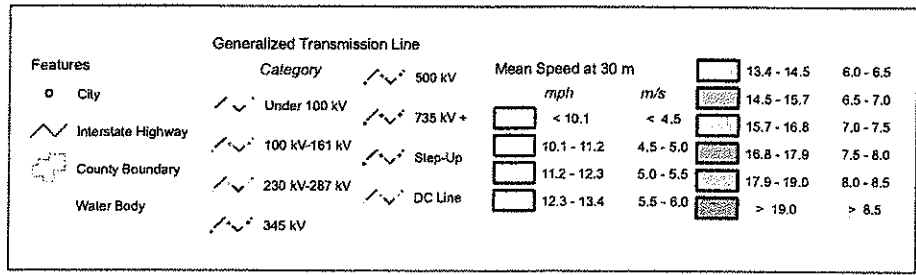 Features
City
Interstate Highway
County Boundary
Water Body
Generalized Transmission Line
Category
Under 100 kV
100 kV-161 kV
230 kV-287 kV
345 kV
500 kV
735 kV +
Step-Up
DC Line
Mean Speed at 30 m
mph m/s
< 10.1 < 4.5
10.1 - 11.2 4.5 - 5.0
11.2 - 12.3 5.0 - 5.5
12.3 - 13.4 5.5 - 6.0
13.4 - 14.5 6.0 - 6.5
14.5 - 15.7 6.5 - 7.0
15.7 - 16.8 7.0 - 7.5
16.8 - 17.9 7.5 - 8.0
17.9 - 19.0 8.0 - 8.5
> 19.0 > 8.5